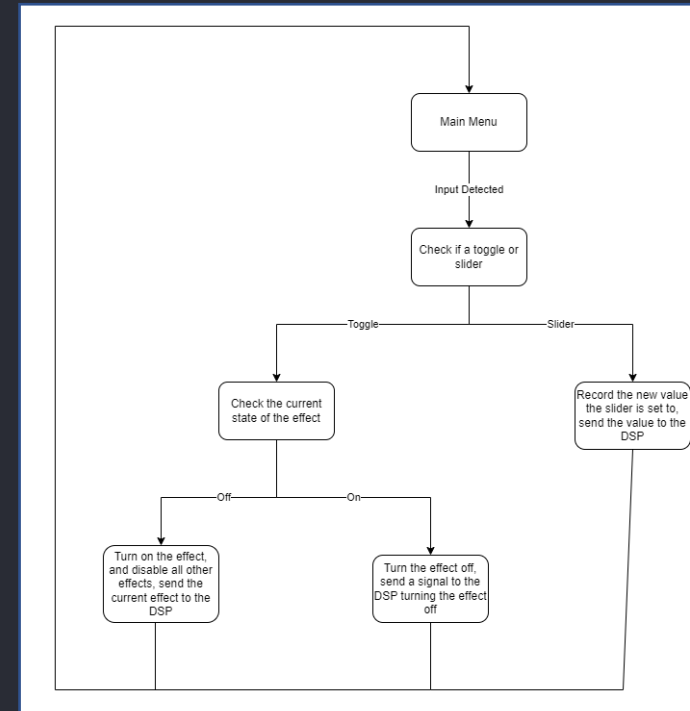 Main Menu
Input Detected
Check if a toggle or
slider
Toggle
Slider
Check the current
state of the effect
Record the new value
the slider is set to,
send the value to the
DSP
Off
On
Turn on the effect,
and disable all other
effects, send the
current effect to the
DSP
Turn the effect off,
send a signal to the
DSP turning the effect
off